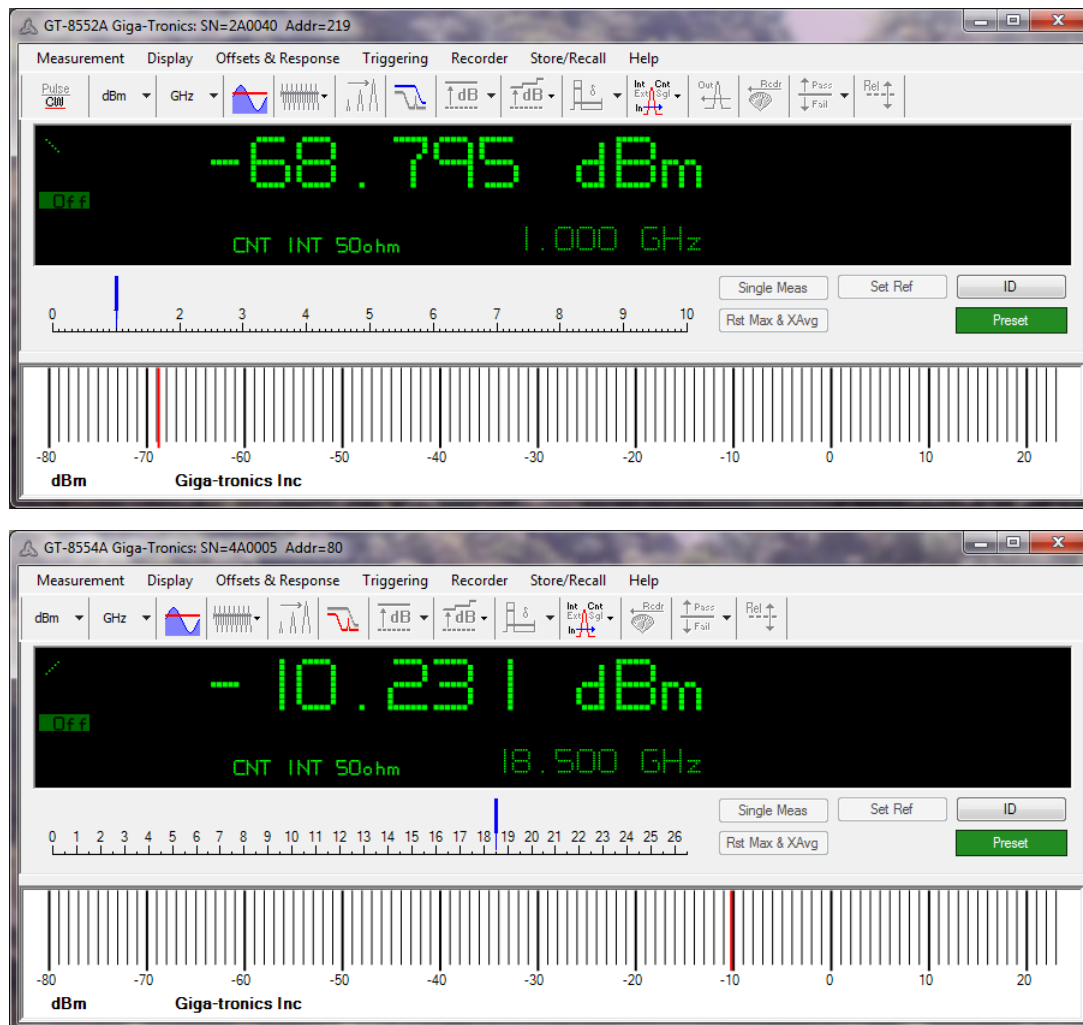 GT-8552A Giga-Tronics: SN=2A0040 Addr=219
Measurement Display Offsets & Response Triggering Recorder Store/Recall Help
Pulse CW dBm GHz dB dB δ Int Cnt Ext Sgl In Out Rcdr Pass Fail Rel
-68.795 dBm
Off
CNT INT 50ohm 1.000 GHz
Single Meas Set Ref ID
0 2 3 4 5 6 7 8 9 10
Rst Max & XAvg Preset
-80 -70 -60 -50 -40 -30 -20 -10 0 10 20
dBm Giga-tronics Inc
GT-8554A Giga-Tronics: SN=4A0005 Addr=80
Measurement Display Offsets & Response Triggering Recorder Store/Recall Help
dBm GHz dB dB δ Int Cnt Ext Sgl In Rcdr Pass Fail Rel
-10.231 dBm
Off
CNT INT 50ohm 18.500 GHz
Single Meas Set Ref ID
0 1 2 3 4 5 6 7 8 9 10 11 12 13 14 15 16 17 18 19 20 21 22 23 24 25 26
Rst Max & XAvg Preset
-80 -70 -60 -50 -40 -30 -20 -10 0 10 20
dBm Giga-tronics Inc